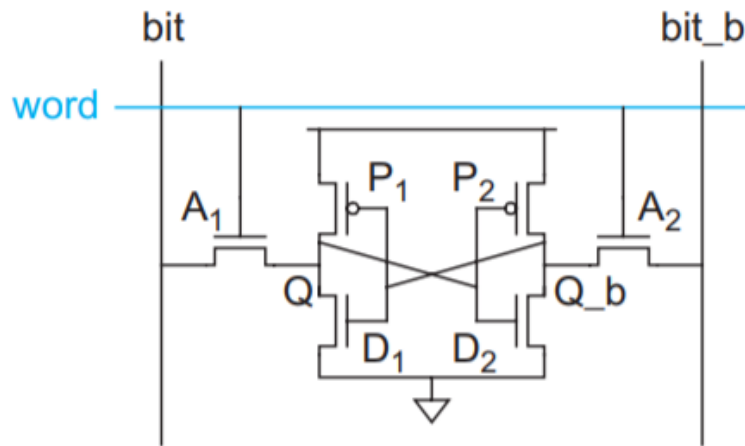 bit bit_b
word
P1 P2
A1 A2
Q Q_b
D1 D2